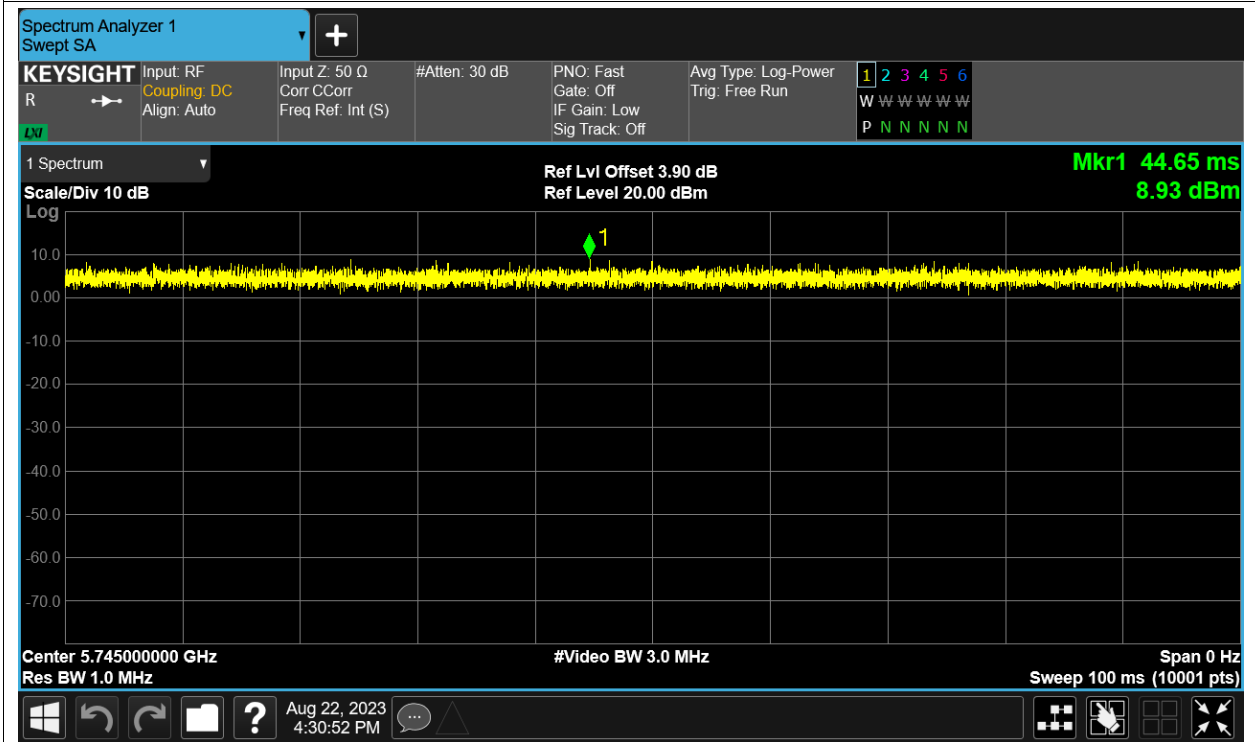 Spectrum Analyzer 1
Swept SA
+
KEYSIGHT Input: RF Input Z: 50 Ω #Atten: 30 dB PNO: Fast Avg Type: Log-Power 1 2 3 4 5 6
R Coupling: DC Corr CCorr Gate: Off Trig: Free Run W W W W W W
Align: Auto Freq Ref: Int (S) IF Gain: Low
LXI Sig Track: Off P N N N N N
1 Spectrum Ref Lvl Offset 3.90 dB Mkr1 44.65 ms
Scale/Div 10 dB Ref Level 20.00 dBm 8.93 dBm
Log
1
10.0
0.00
-10.0
-20.0
-30.0
-40.0
-50.0
-60.0
-70.0
Center 5.745000000 GHz #Video BW 3.0 MHz Span 0 Hz
Res BW 1.0 MHz Sweep 100 ms (10001 pts)
? Aug 22, 2023
4:30:52 PM